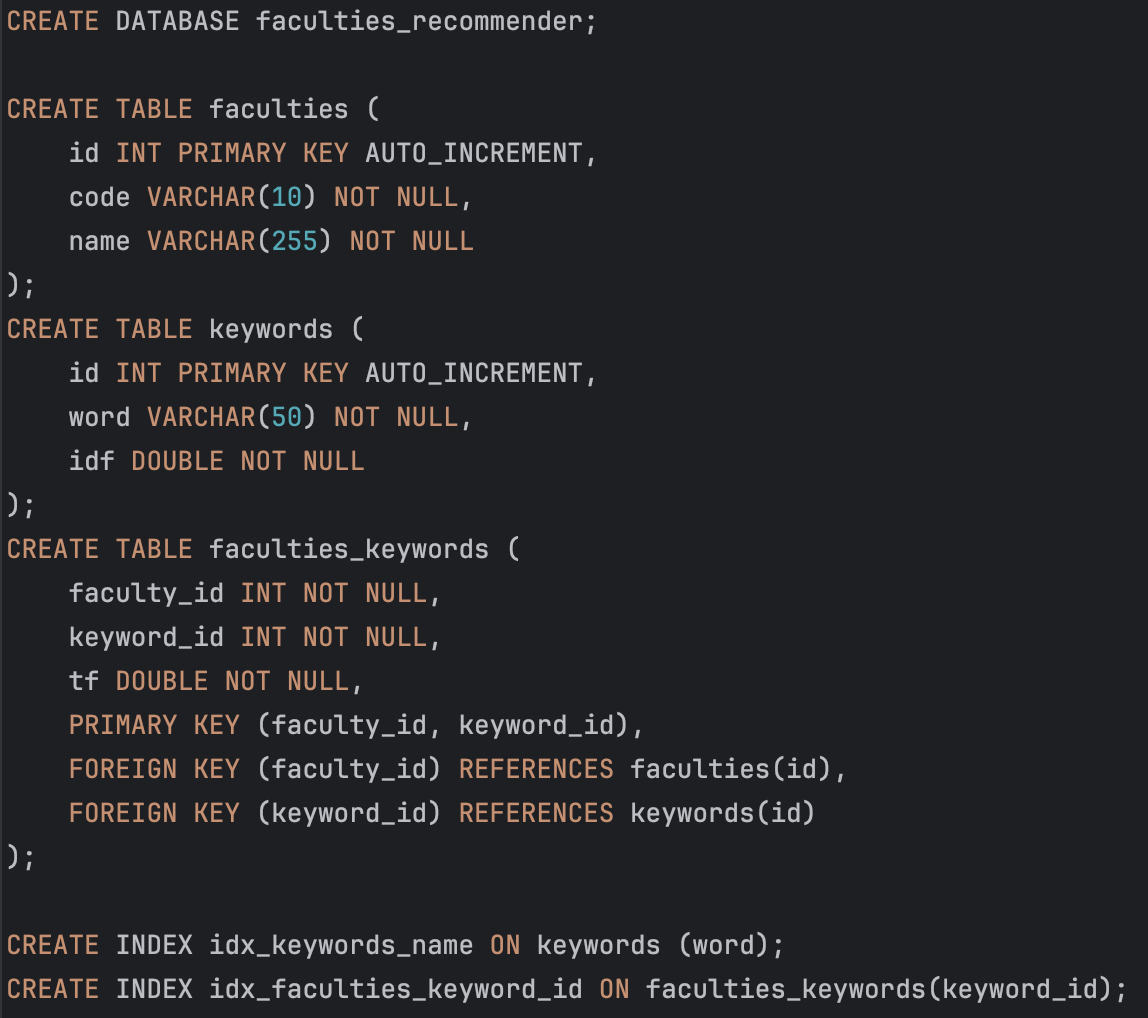 CREATE DATABASE faculties_recommender;
CREATE TABLE faculties (
    id INT PRIMARY KEY AUTO_INCREMENT,
    code VARCHAR(10) NOT NULL,
    name VARCHAR(255) NOT NULL
);
CREATE TABLE keywords (
    id INT PRIMARY KEY AUTO_INCREMENT,
    word VARCHAR(50) NOT NULL,
    idf DOUBLE NOT NULL
);
CREATE TABLE faculties_keywords (
    faculty_id INT NOT NULL,
    keyword_id INT NOT NULL,
    tf DOUBLE NOT NULL,
    PRIMARY KEY (faculty_id, keyword_id),
    FOREIGN KEY (faculty_id) REFERENCES faculties(id),
    FOREIGN KEY (keyword_id) REFERENCES keywords(id)
);
CREATE INDEX idx_keywords_name ON keywords (word);
CREATE INDEX idx_faculties_keyword_id ON faculties_keywords(keyword_id);